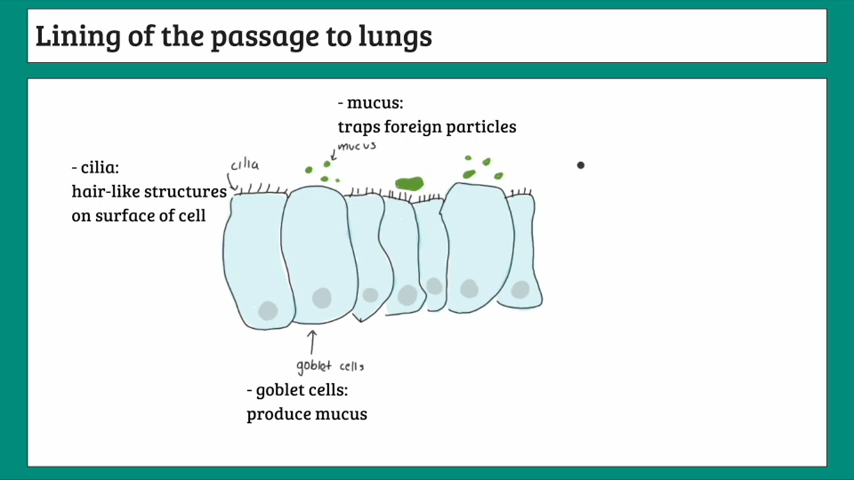 Lining of the passage to lungs
- mucus:
traps foreign particles
mucus
- cilia:
hair-like structures
on surface of cell
cilia
goblet cells
- goblet cells:
produce mucus